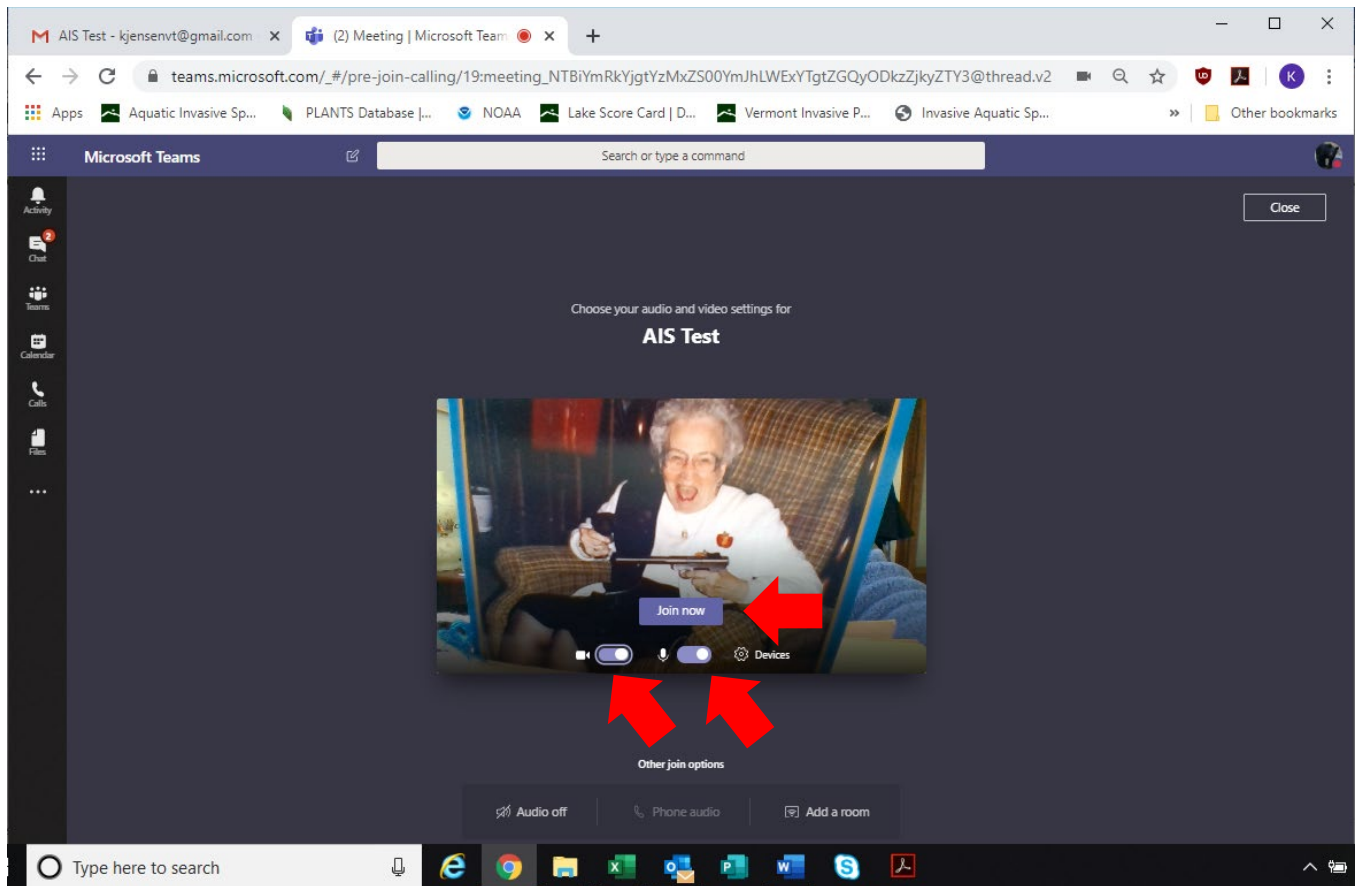 AIS Test - kjensenvt@gmail.com
(2) Meeting | Microsoft Team
teams.microsoft.com/_#/pre-join-calling/19:meeting_NTBiYmRkYjgtYzMxZS00YmJhLWExYTgtZGQyODkzZjkyZTY3@thread.v2
K
Apps
Aquatic Invasive Sp...
PLANTS Database |...
NOAA
Lake Score Card | D...
Vermont Invasive P...
Invasive Aquatic Sp...
»
Other bookmarks
Microsoft Teams
Search or type a command
Activity
2
Chat
Teams
Calendar
Calls
Files
Close
Choose your audio and video settings for
AIS Test
Join now
Devices
Other join options
Audio off
Phone audio
Add a room
Type here to search